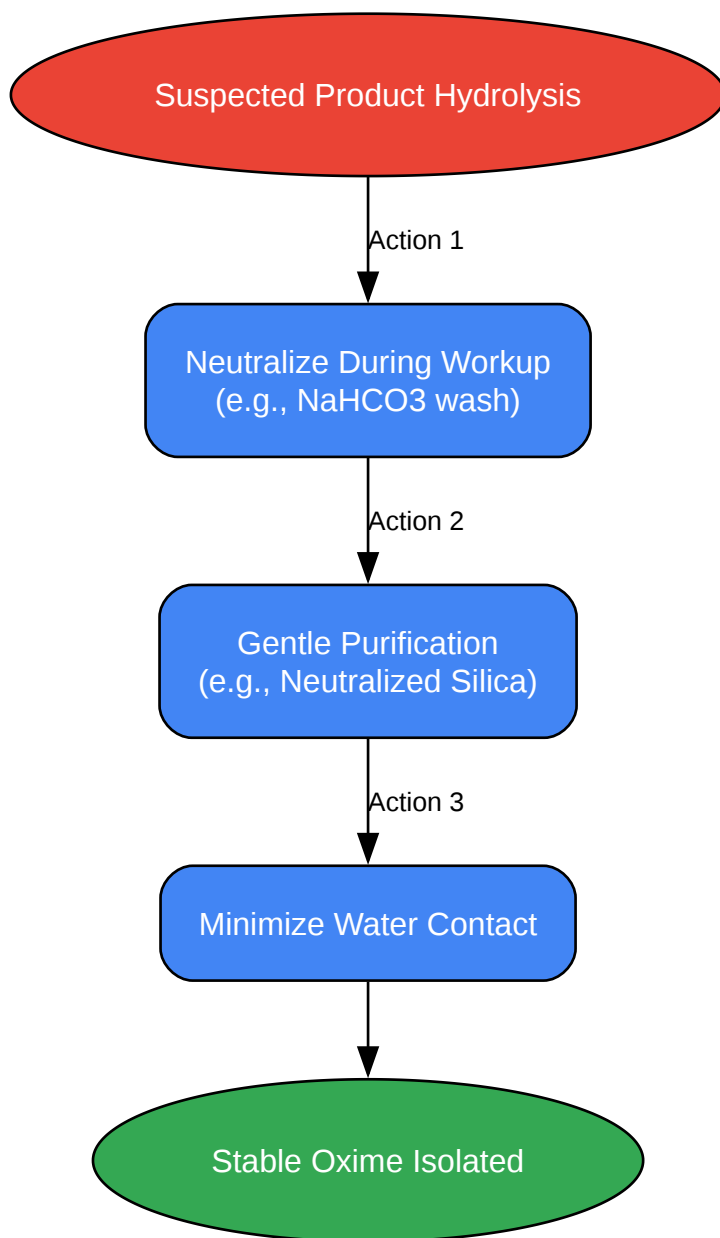 Suspected Product Hydrolysis
Action 1
Neutralize During Workup
(e.g., NaHCO3 wash)
Action 2
Gentle Purification
(e.g., Neutralized Silica)
Action 3
Minimize Water Contact
Stable Oxime Isolated